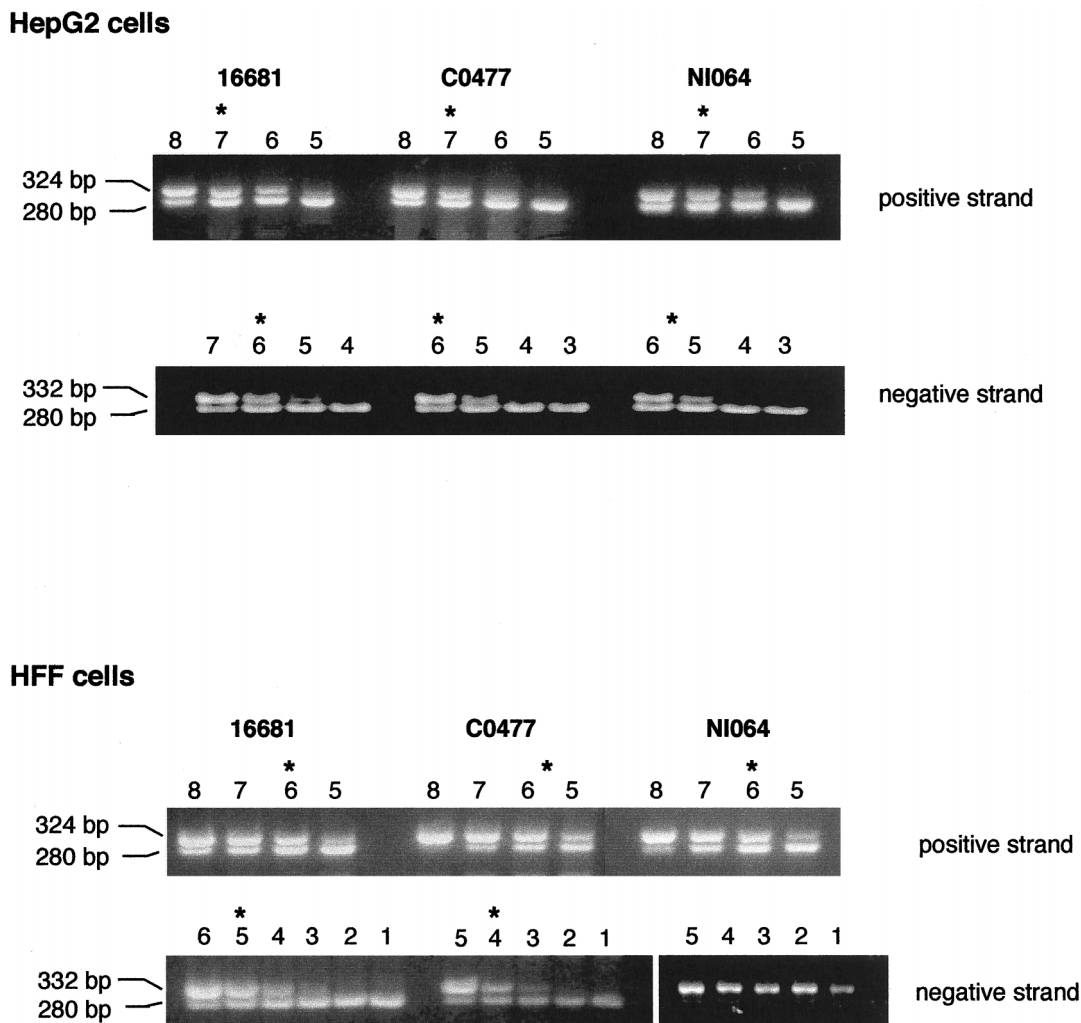 HepG2 cells
16681 C0477 NI064
* * *
8 7 6 5 8 7 6 5 8 7 6 5
324 bp
280 bp
positive strand
* * *
7 6 5 4 6 5 4 3 6 5 4 3
332 bp
280 bp
negative strand
HFF cells
16681 C0477 NI064
* * *
8 7 6 5 8 7 6 5 8 7 6 5
324 bp
280 bp
positive strand
* *
6 5 4 3 2 1 5 4 3 2 1 5 4 3 2 1
332 bp
280 bp
negative strand